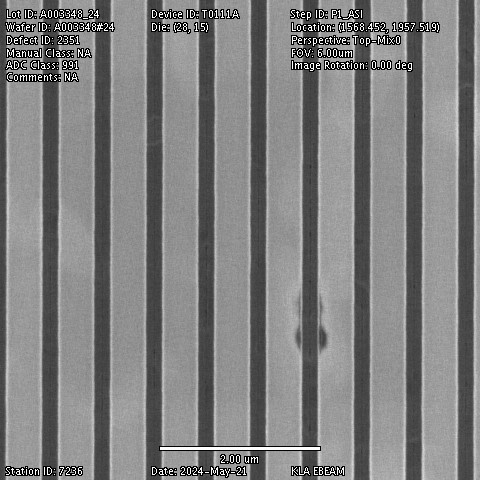 Lot ID: A003348_24
Device ID: T0111A
Step ID: P1_ASI
Wafer ID: A003348#24
Die: (28, 15)
Location: (1568.452, 1957.519)
Defect ID: 2351
Perspective: Top-Mix0
Manual Class: NA
FOV: 6.00um
ADC Class: 991
Image Rotation: 0.00 deg
Comments: NA
2.00 um
Station ID: 7236
Date: 2024-May-21
KLA EBEAM